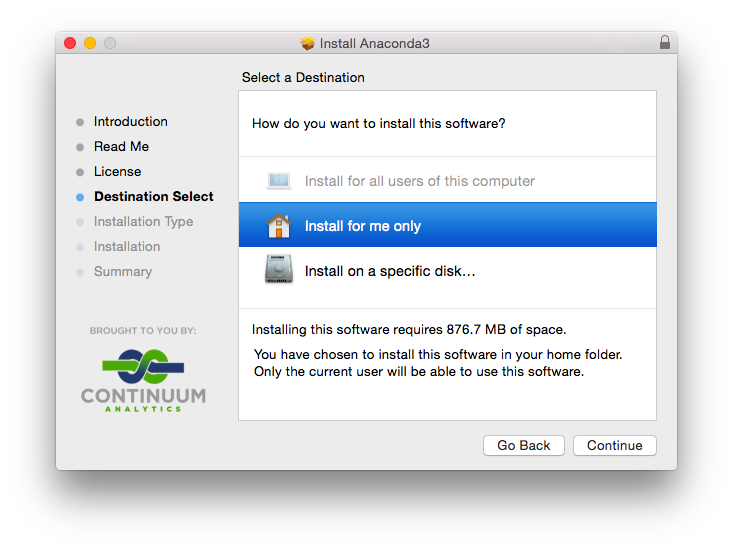 Install Anaconda3
Select a Destination
Introduction
Read Me
License
Destination Select
Installation Type
Installation
Summary
How do you want to install this software?
Install for all users of this computer
Install for me only
Install on a specific disk...
Installing this software requires 876.7 MB of space.
You have chosen to install this software in your home folder.
Only the current user will be able to use this software.
BROUGHT TO YOU BY:
CONTINUUM
ANALYTICS
Go Back
Continue